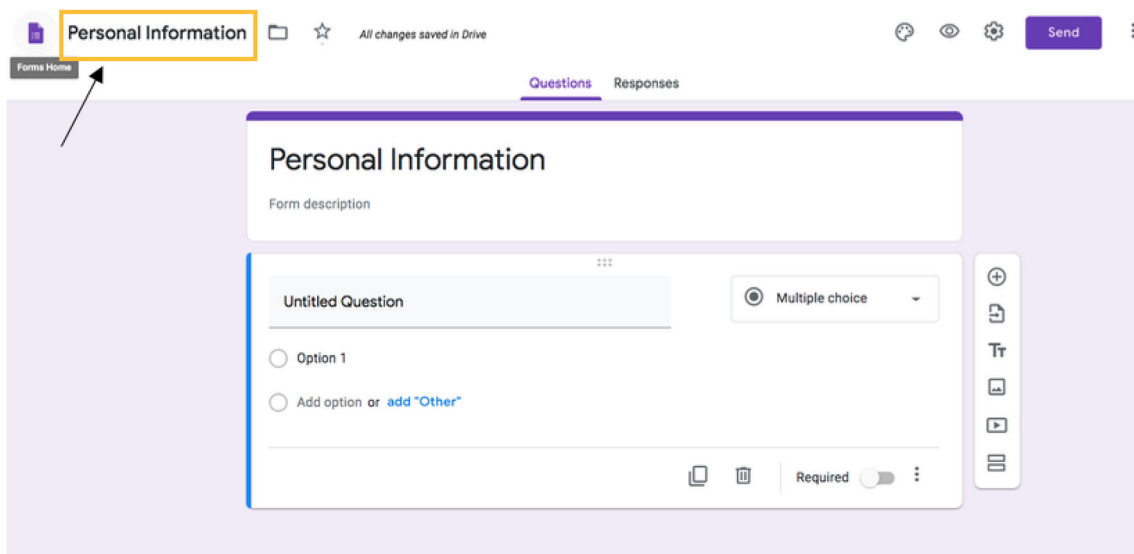 Personal Information
All changes saved in Drive
Send
Forms Home
Questions Responses
Personal Information
Form description
Untitled Question
Multiple choice
Option 1
Add option or add "Other"
Required